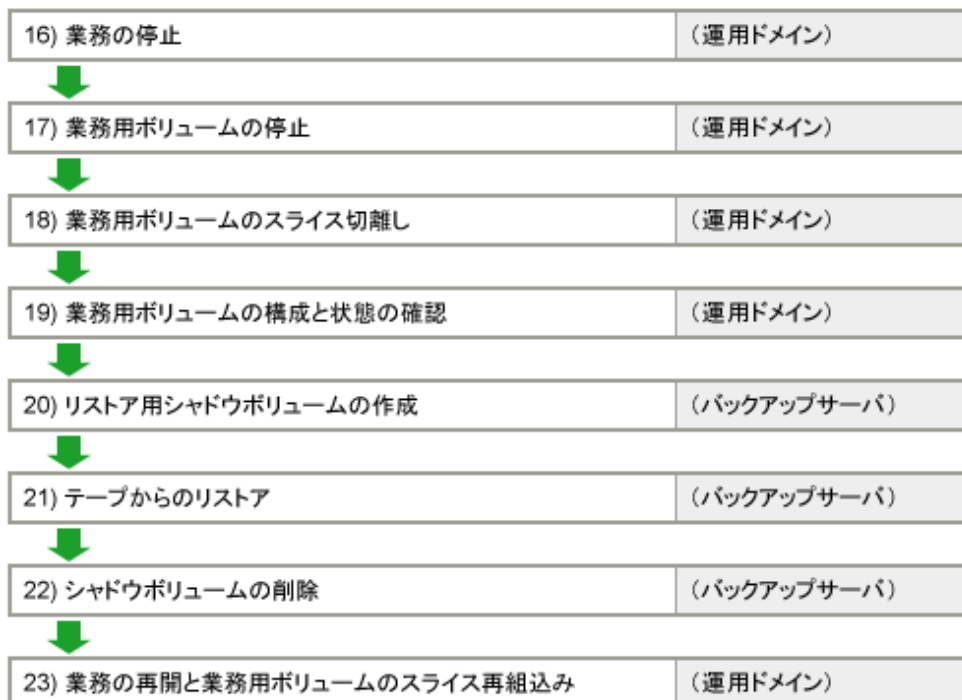 16) 業務の停止 (運用ドメイン)
17) 業務用ボリュームの停止 (運用ドメイン)
18) 業務用ボリュームのスライス切離し (運用ドメイン)
19) 業務用ボリュームの構成と状態の確認 (運用ドメイン)
20) リストア用シャドウボリュームの作成 (バックアップサーバ)
21) テープからのリストア (バックアップサーバ)
22) シャドウボリュームの削除 (バックアップサーバ)
23) 業務の再開と業務用ボリュームのスライス再組込み (運用ドメイン)